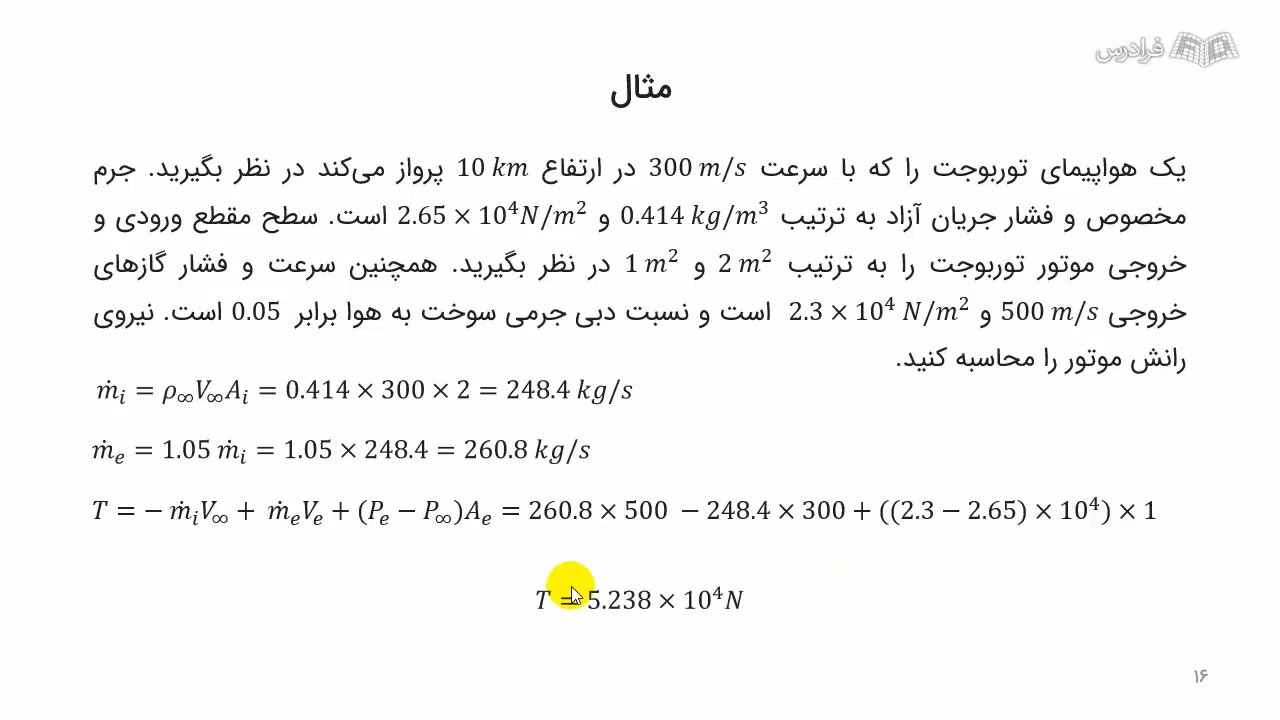 فرادرس
مثال
یک هواپیمای توربوجت را که با سرعت 300 m/s در ارتفاع 10 km پرواز می‌کند در نظر بگیرید. جرم
مخصوص و فشار جریان آزاد به ترتیب 0.414 kg/m³ و 2.65 × 10⁴N/m² است. سطح مقطع ورودی و
خروجی موتور توربوجت را به ترتیب 2 m² و 1 m² در نظر بگیرید. همچنین سرعت و فشار گازهای
خروجی 500 m/s و 2.3 × 10⁴ N/m² است و نسبت دبی جرمی سوخت به هوا برابر 0.05 است. نیروی
رانش موتور را محاسبه کنید.
ṁᵢ = ρ∞V∞Aᵢ = 0.414 × 300 × 2 = 248.4 kg/s
ṁₑ = 1.05 ṁᵢ = 1.05 × 248.4 = 260.8 kg/s
T = − ṁᵢV∞ + ṁₑVₑ + (Pₑ − P∞)Aₑ = 260.8 × 500 − 248.4 × 300 + ((2.3 − 2.65) × 10⁴) × 1
T = 5.238 × 10⁴N
۱۶